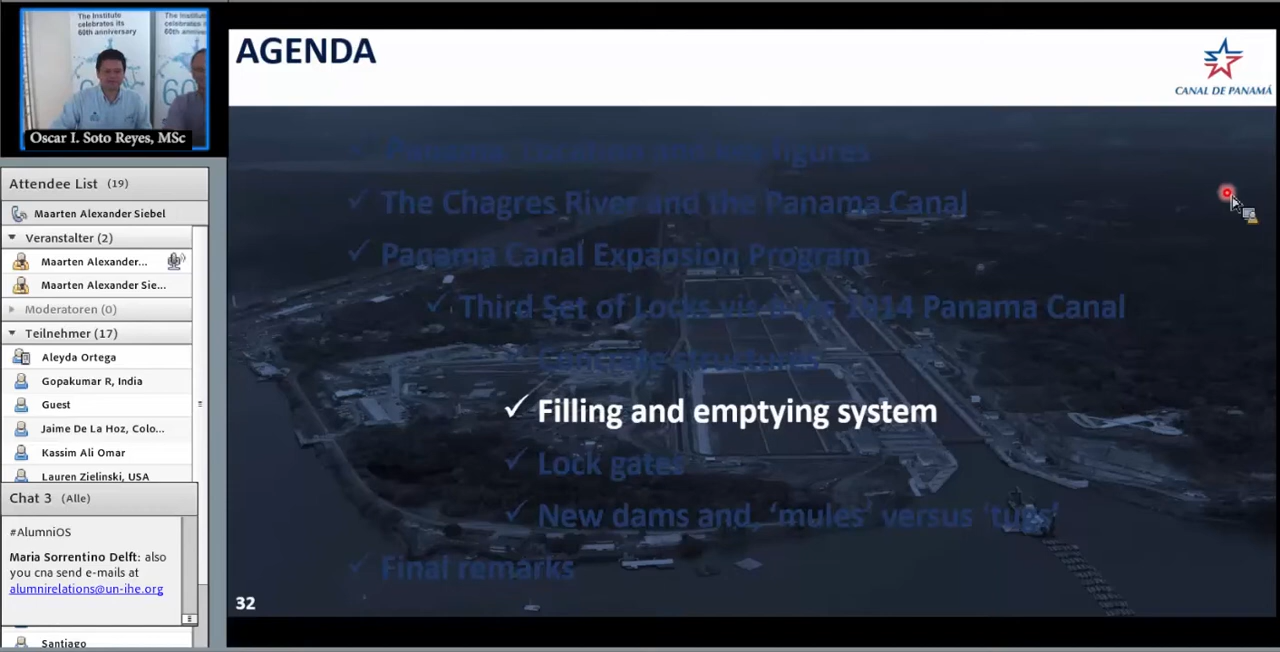 The Institute
celebrates its
60th anniversary
The Institute
celebrates its
60th
60
Oscar I. Soto Reyes, MSc
Attendee List (19)
Maarten Alexander Siebel
Veranstalter (2)
Maarten Alexander...
Maarten Alexander Sie...
Moderatoren (0)
Teilnehmer (17)
Aleyda Ortega
Gopakumar R, India
Guest
Jaime De La Hoz, Colo...
Kassim Ali Omar
Lauren Zielinski, USA
Chat 3 (Alle)
#AlumniOS
Maria Sorrentino Delft: also
you cna send e-mails at
alumnirelations@un-ihe.org
Santiago
AGENDA
CANAL DE PANAMÁ
✓ Panama: location and key figures
✓ The Chagres River and the Panama Canal
✓ Panama Canal Expansion Program
✓ Third Set of Locks vis-à-vis 1914 Panama Canal
✓ Concrete structures
✓ Filling and emptying system
✓ Lock gates
✓ New dams and, ‘mules’ versus ‘tugs’
✓ Final remarks
32